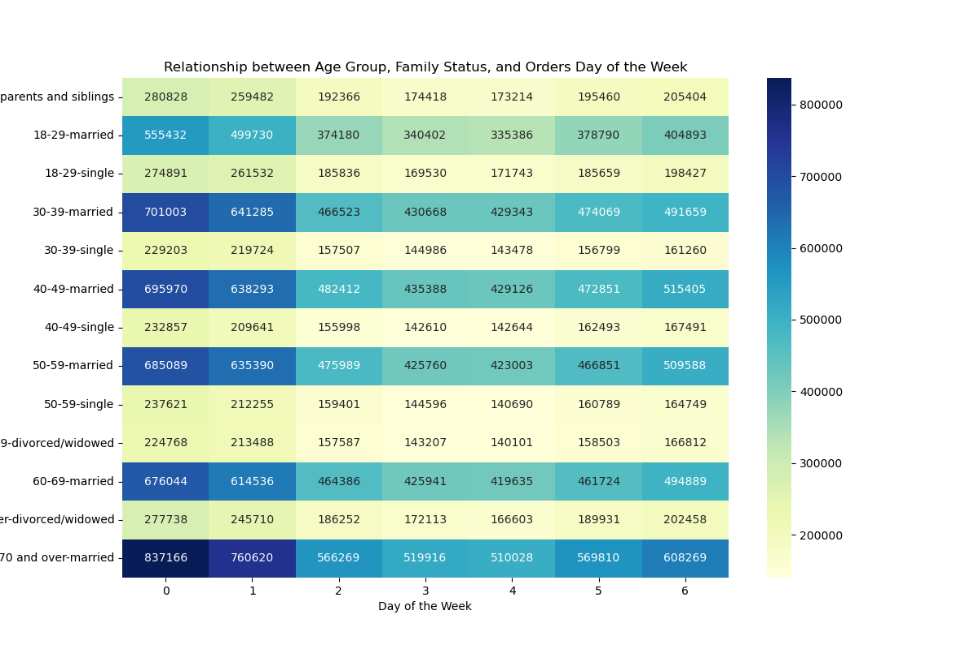 Relationship between Age Group, Family Status, and Orders Day of the Week
parents and siblings 280828 259482 192366 174418 173214 195460 205404
18-29-married 555432 499730 374180 340402 335386 378790 404893
18-29-single 274891 261532 185836 169530 171743 185659 198427
30-39-married 701003 641285 466523 430668 429343 474069 491659
30-39-single 229203 219724 157507 144986 143478 156799 161260
40-49-married 695970 638293 482412 435388 429126 472851 515405
40-49-single 232857 209641 155998 142610 142644 162493 167491
50-59-married 685089 635390 475989 425760 423003 466851 509588
50-59-single 237621 212255 159401 144596 140690 160789 164749
9-divorced/widowed 224768 213488 157587 143207 140101 158503 166812
60-69-married 676044 614536 464386 425941 419635 461724 494889
er-divorced/widowed 277738 245710 186252 172113 166603 189931 202458
70 and over-married 837166 760620 566269 519916 510028 569810 608269
0 1 2 3 4 5 6
Day of the Week
800000
700000
600000
500000
400000
300000
200000